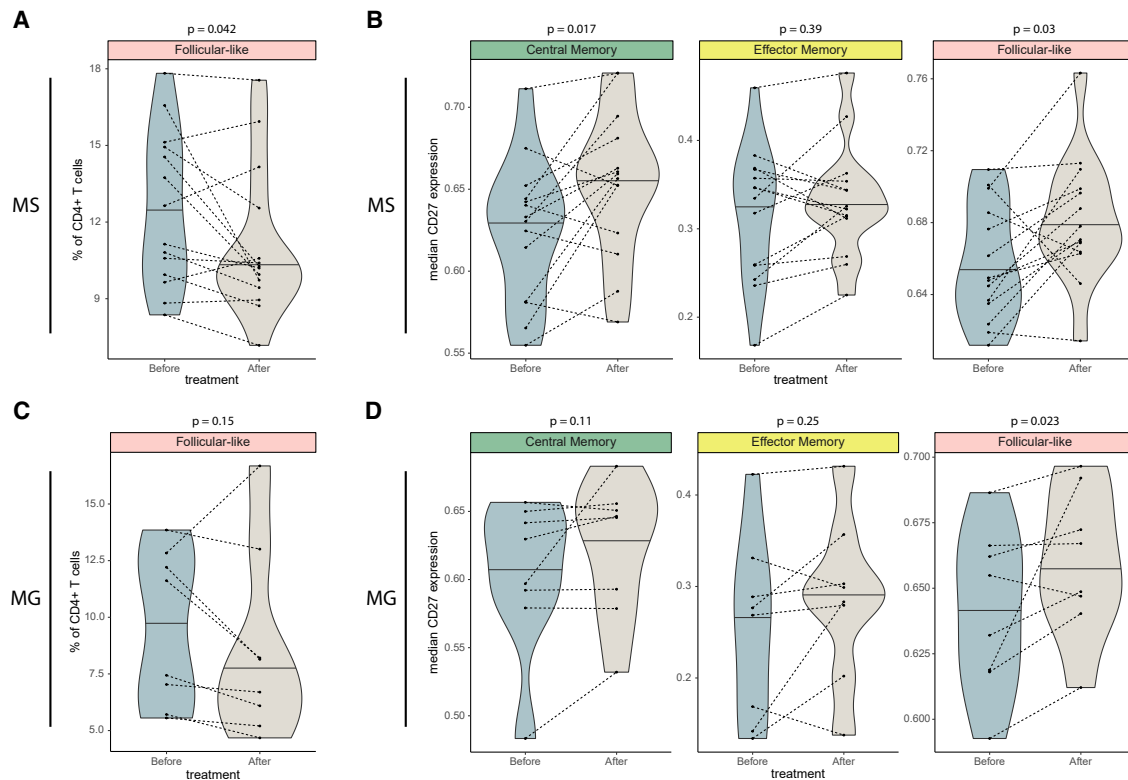 A
p = 0.042
Follicular-like
18
15
12
9
% of CD4+ T cells
MS
Before
After
treatment
B
p = 0.017
Central Memory
0.70
0.65
0.60
0.55
median CD27 expression
MS
Before
After
p = 0.39
Effector Memory
0.4
0.3
0.2
Before
After
treatment
p = 0.03
Follicular-like
0.76
0.72
0.68
0.64
Before
After
C
p = 0.15
Follicular-like
15.0
12.5
10.0
7.5
5.0
% of CD4+ T cells
MG
Before
After
treatment
D
p = 0.11
Central Memory
0.65
0.60
0.55
0.50
median CD27 expression
MG
Before
After
p = 0.25
Effector Memory
0.4
0.3
0.2
Before
After
treatment
p = 0.023
Follicular-like
0.700
0.675
0.650
0.625
0.600
Before
After